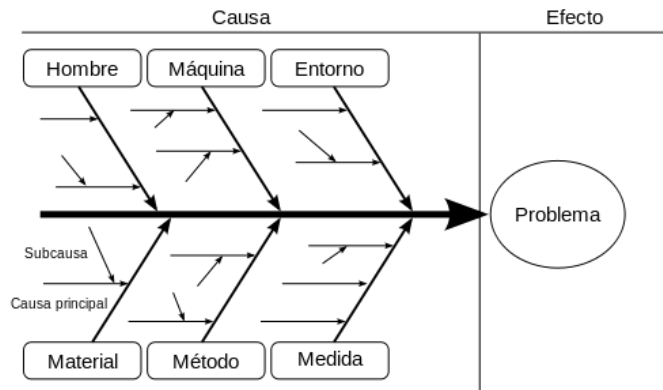 Causa
Efecto
Hombre
Máquina
Entorno
Problema
Subcausa
Causa principal
Material
Método
Medida